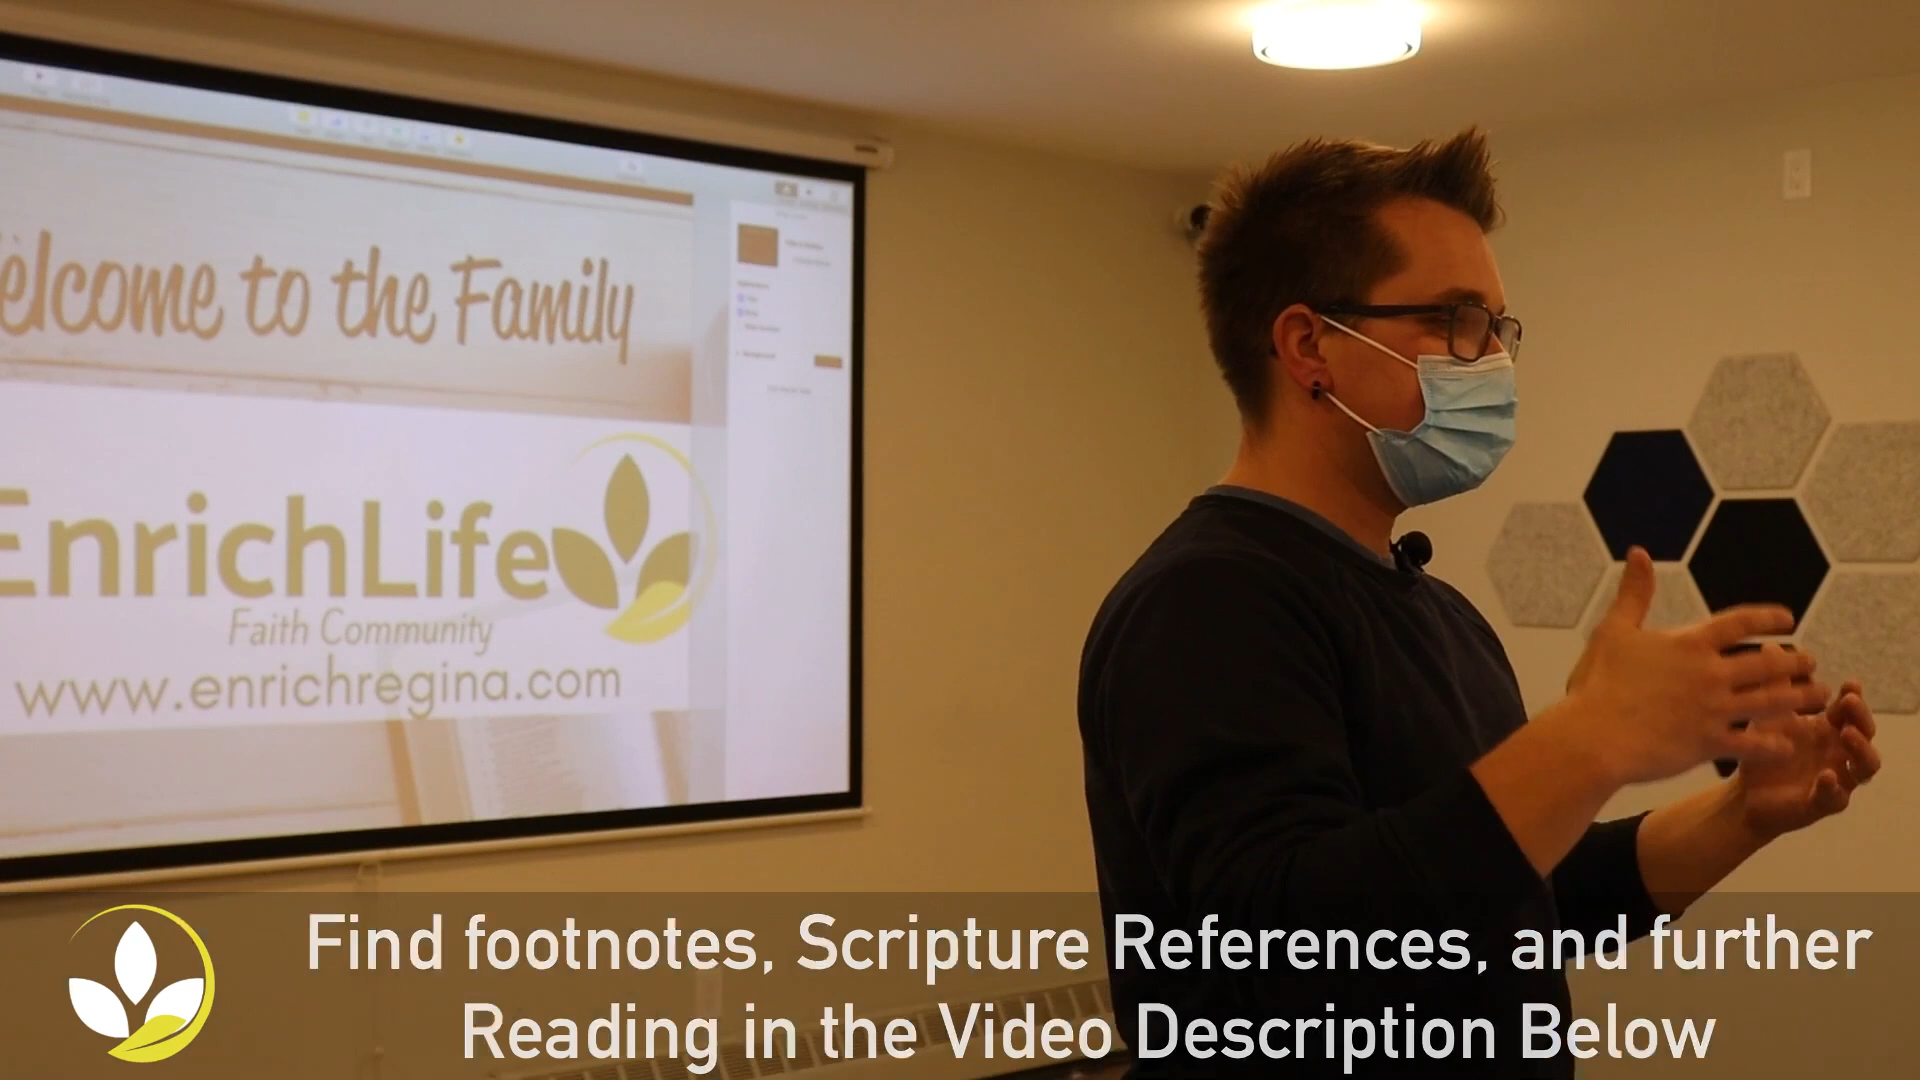 elcome to the Family
EnrichLife
Faith Community
www.enrichregina.com
Find footnotes, Scripture References, and further
Reading in the Video Description Below